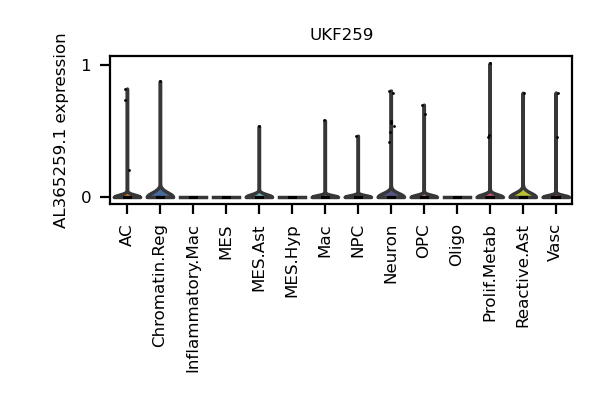 UKF259
AL365259.1 expression
1
0
AC
Chromatin.Reg
Inflammatory.Mac
MES
MES.Ast
MES.Hyp
Mac
NPC
Neuron
OPC
Oligo
Prolif.Metab
Reactive.Ast
Vasc